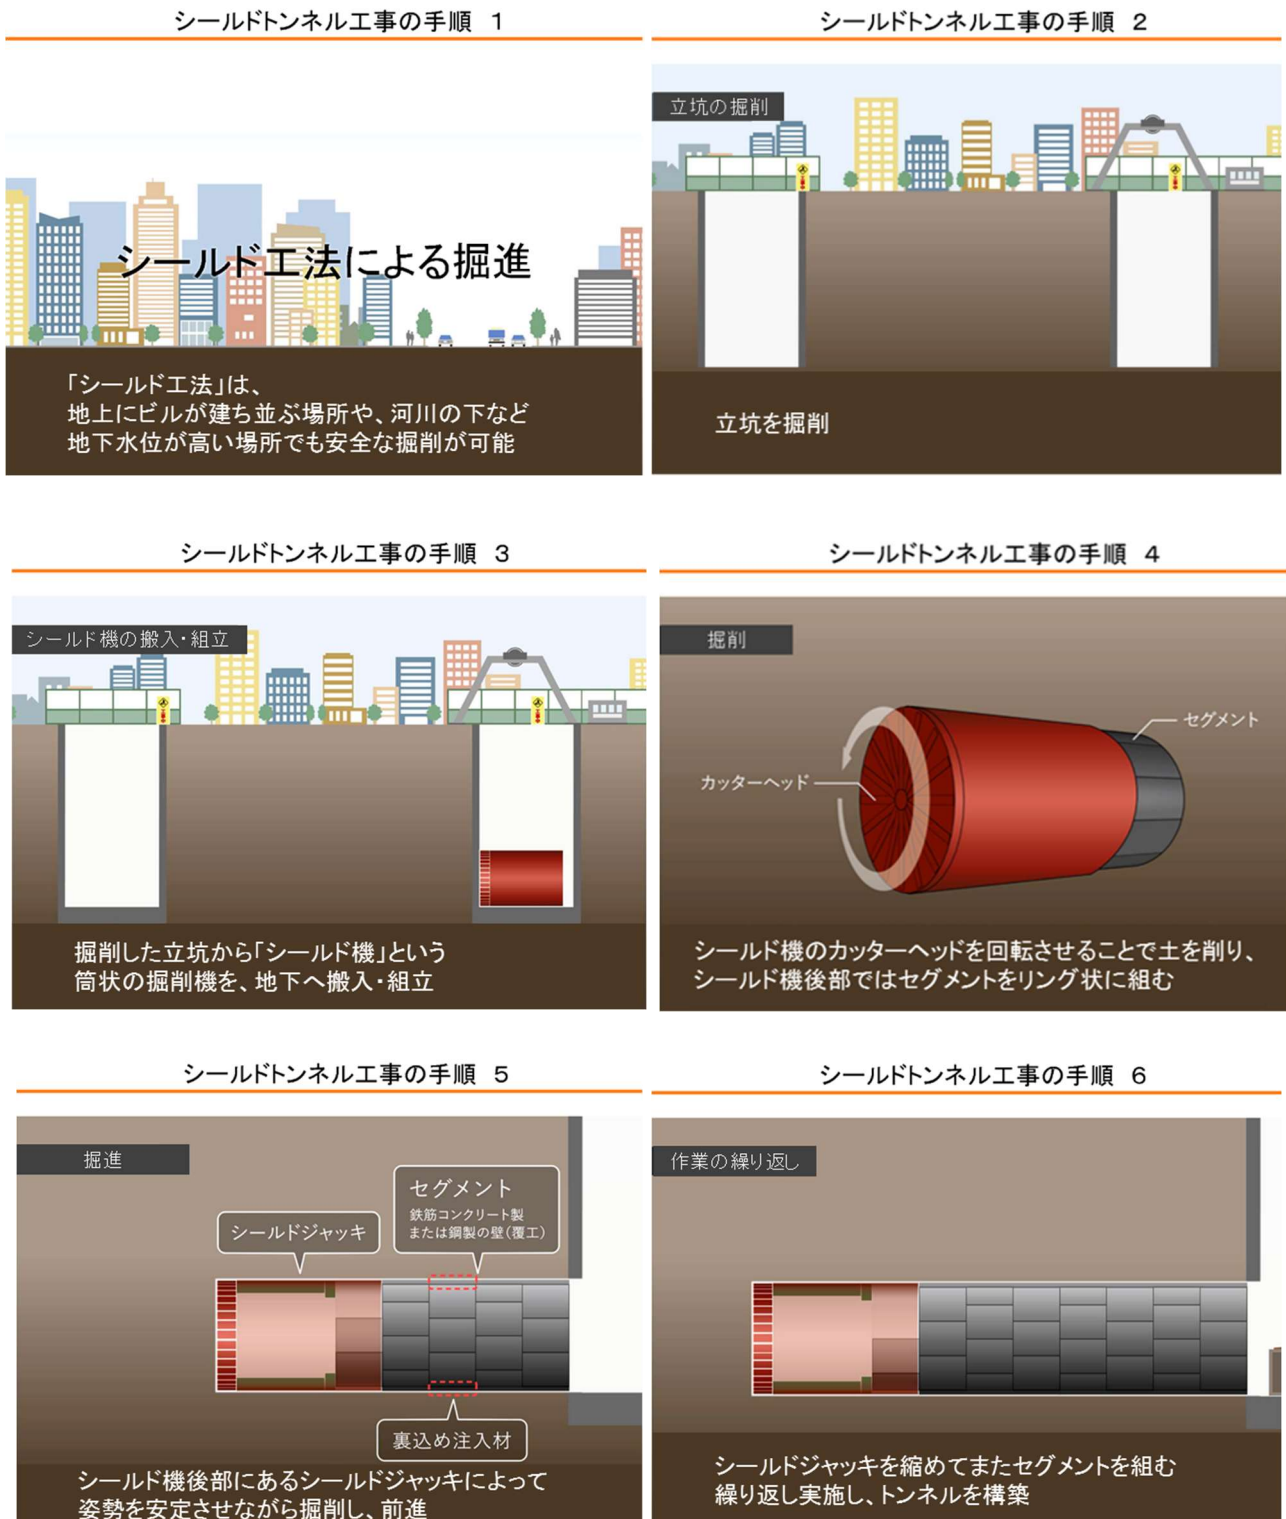 シールドトンネル工事の手順 1
シールド工法による掘進
「シールド工法」は、
地上にビルが建ち並ぶ場所や、河川の下など
地下水位が高い場所でも安全な掘削が可能
シールドトンネル工事の手順 2
立坑の掘削
立坑を掘削
シールドトンネル工事の手順 3
シールド機の搬入・組立
掘削した立坑から「シールド機」という
筒状の掘削機を、地下へ搬入・組立
シールドトンネル工事の手順 4
掘削
セグメント
カッターヘッド
シールド機のカッターヘッドを回転させることで土を削り、
シールド機後部ではセグメントをリング状に組む
シールドトンネル工事の手順 5
掘進
セグメント
鉄筋コンクリート製
または鋼製の壁(覆工)
シールドジャッキ
裏込め注入材
シールド機後部にあるシールドジャッキによって
姿勢を安定させながら掘削し、前進
シールドトンネル工事の手順 6
作業の繰り返し
シールドジャッキを縮めてまたセグメントを組む
繰り返し実施し、トンネルを構築